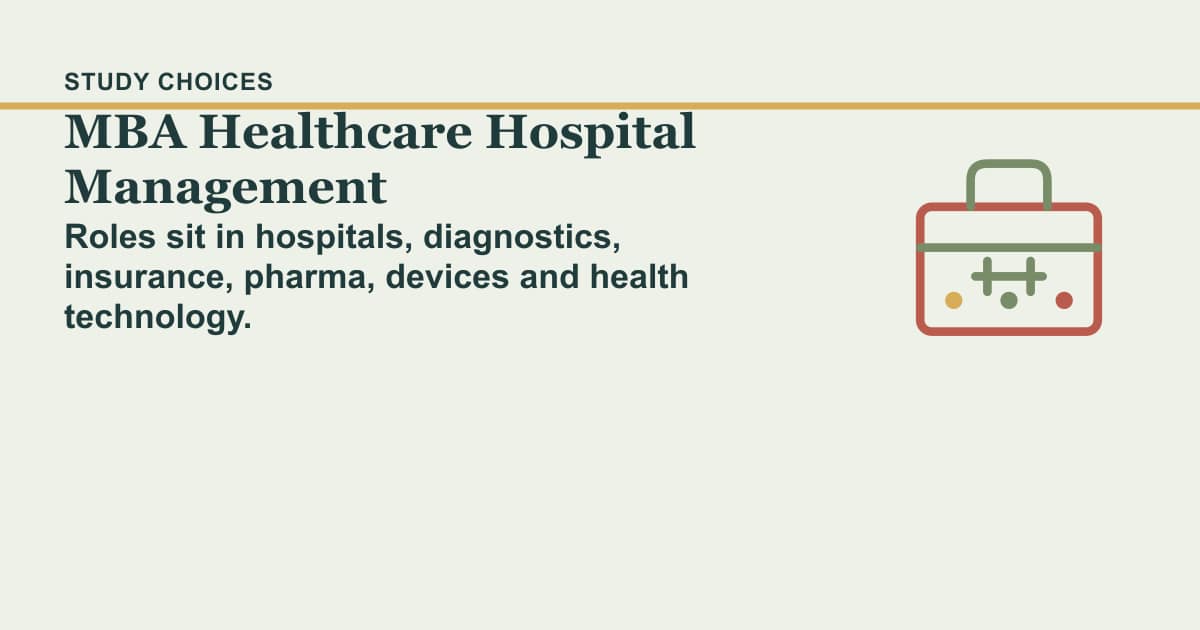 STUDY CHOICES
MBA Healthcare Hospital
Management
Roles sit in hospitals, diagnostics,
insurance, pharma, devices and health
technology.